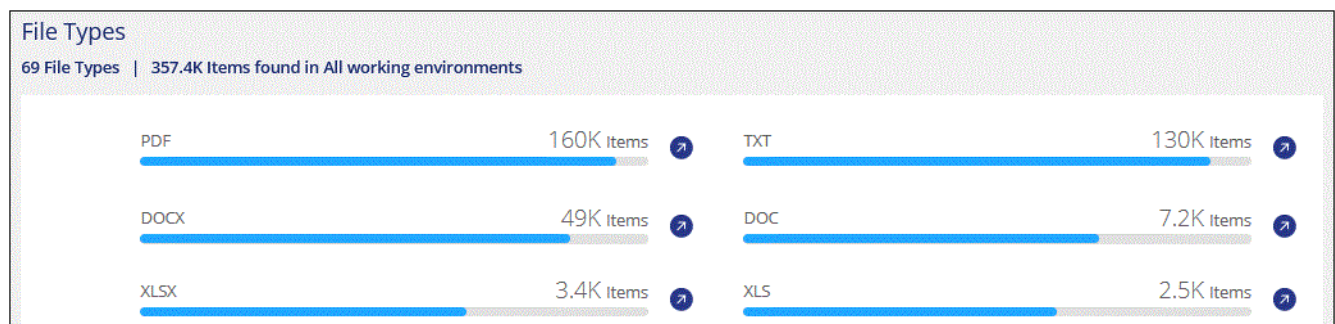 File Types
69 File Types | 357.4K Items found in All working environments
PDF 160K Items
TXT 130K Items
DOCX 49K Items
DOC 7.2K Items
XLSX 3.4K Items
XLS 2.5K Items